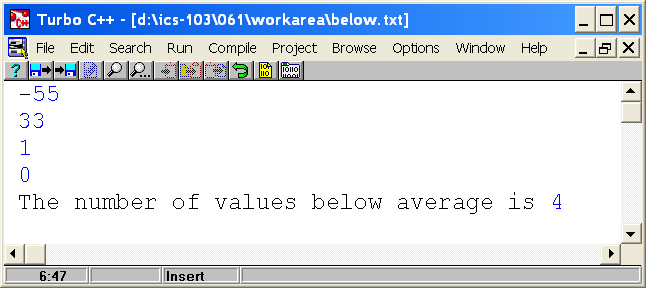 Turbo C++ - [d:\ics-103\061\workarea\below.txt]
File Edit Search Run Compile Project Browse Options Window Help
-55
33
1
0
The number of values below average is 4
6:47 Insert